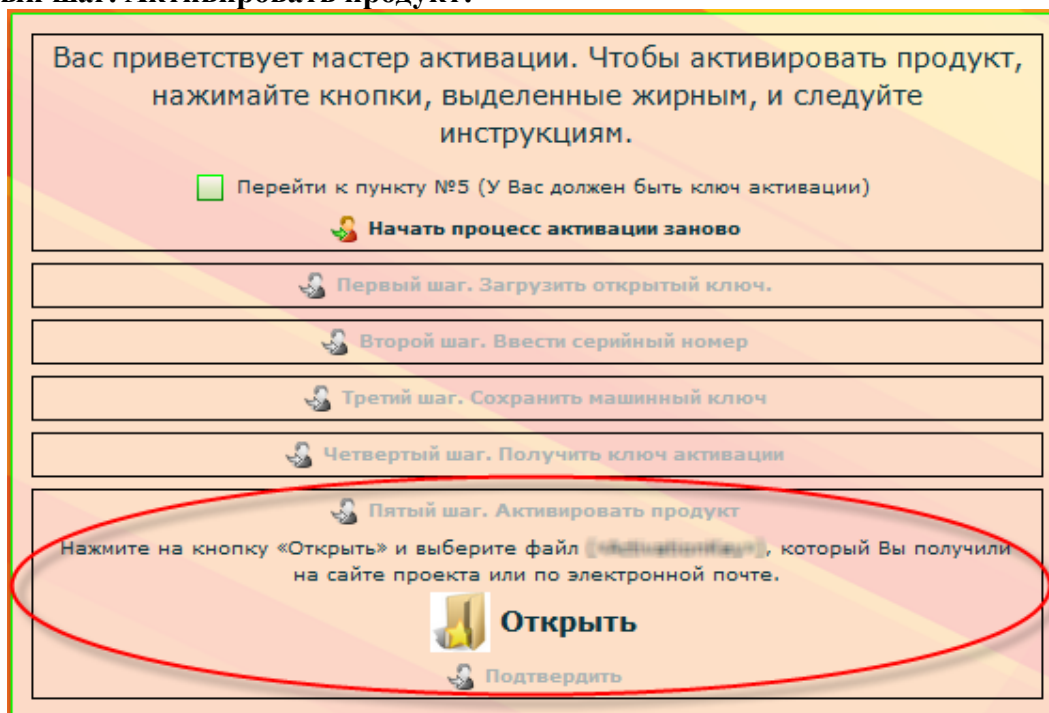 шаг. Активировать продукт.
Вас приветствует мастер активации. Чтобы активировать продукт,
нажимайте кнопки, выделенные жирным, и следуйте
инструкциям.
Перейти к пункту №5 (У Вас должен быть ключ активации)
Начать процесс активации заново
Первый шаг. Загрузить открытый ключ.
Второй шаг. Ввести серийный номер
Третий шаг. Сохранить машинный ключ
Четвертый шаг. Получить ключ активации
Пятый шаг. Активировать продукт
Нажмите на кнопку «Открыть» и выберите файл , который Вы получили
на сайте проекта или по электронной почте.
Открыть
Подтвердить